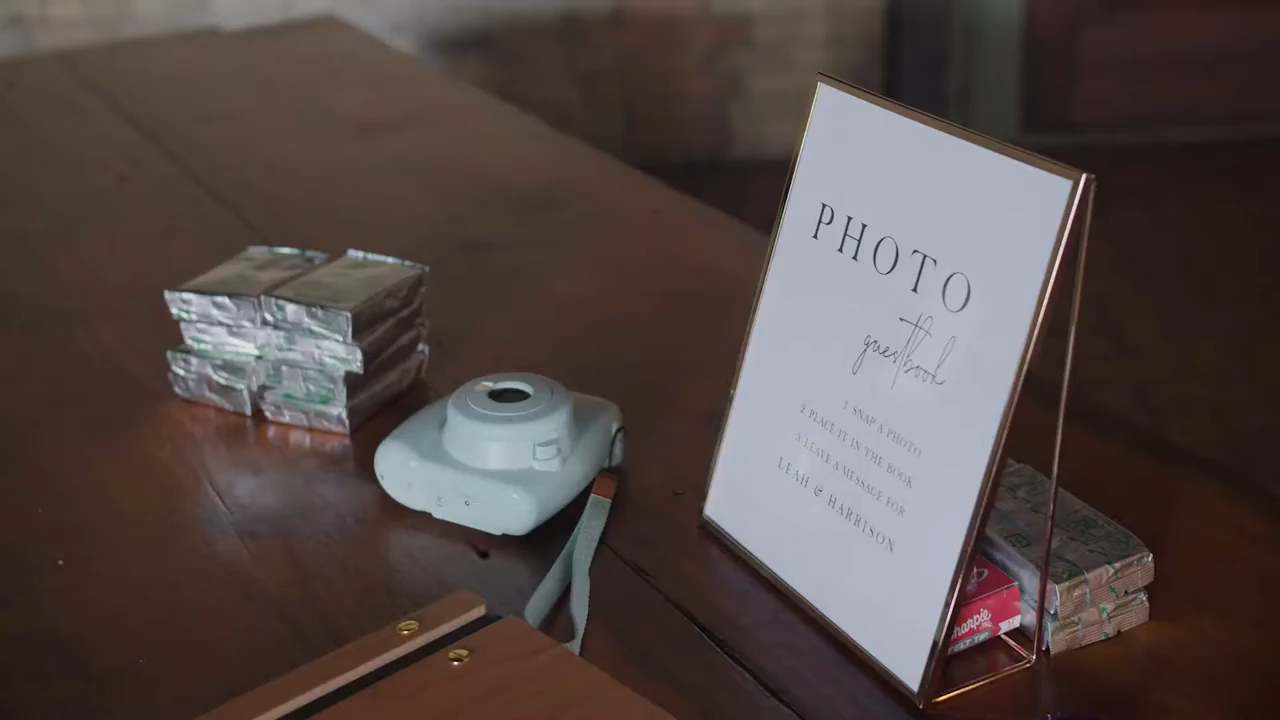 PHOTO
guestbook
1. SNAP A PHOTO
2. PLACE IT IN THE BOOK
3. LEAVE A MESSAGE FOR
LEAH & HARRISON
Sharpie